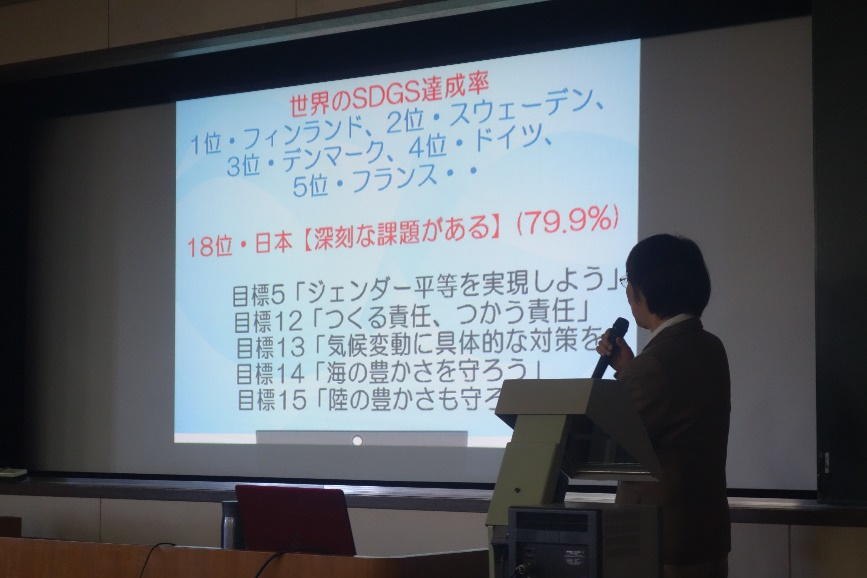 世界のSDGS達成率
1位・フィンランド、2位・スウェーデン、
3位・デンマーク、4位・ドイツ、
5位・フランス・・
18位・日本【深刻な課題がある】(79.9%)
目標5「ジェンダー平等を実現しよう」
目標12「つくる責任、つかう責任」
目標13「気候変動に具体的な対策を
目標14「海の豊かさを守ろう」
目標15「陸の豊かさも守ろ